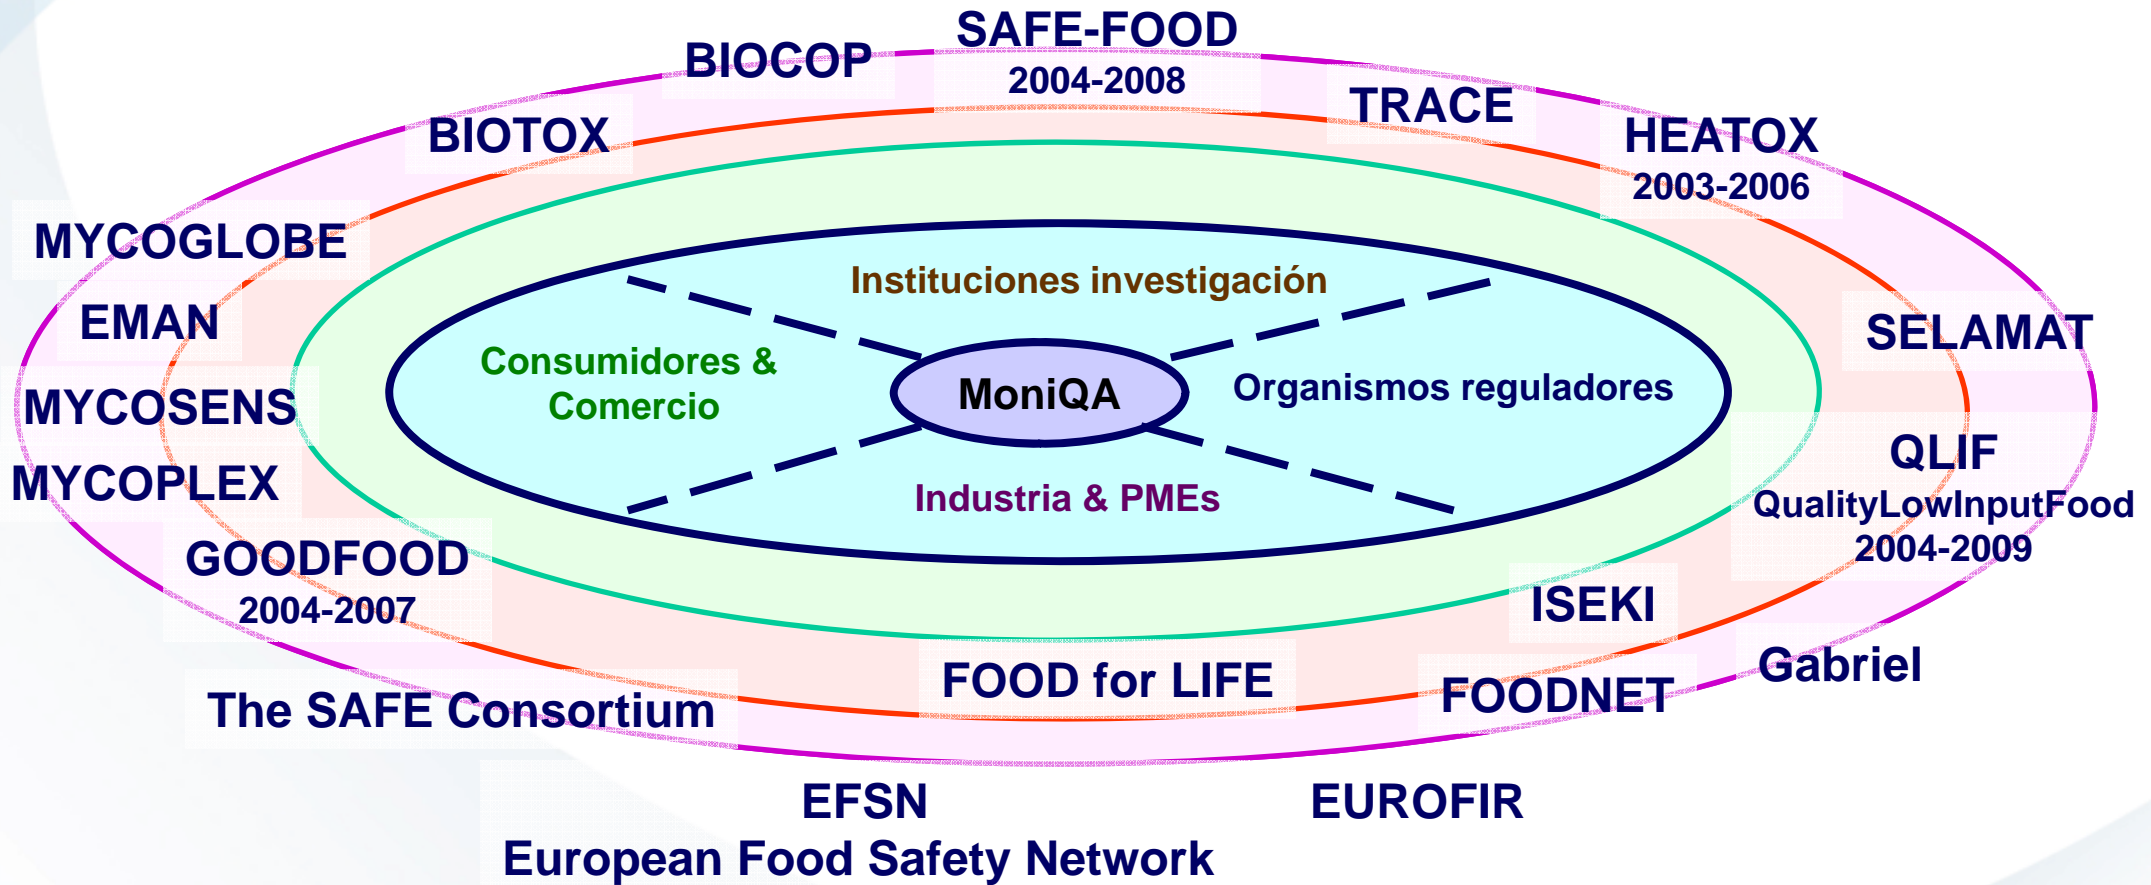 SAFE-FOOD
2004-2008
BIOCOP
TRACE
BIOTOX
HEATOX
2003-2006
MYCOGLOBE
Instituciones investigación
EMAN
SELAMAT
Consumidores &
Comercio
MoniQA
Organismos reguladores
MYCOSENS
QLIF
QualityLowInputFood
2004-2009
MYCOPLEX
Industria & PMEs
GOODFOOD
2004-2007
ISEKI
Gabriel
FOOD for LIFE
FOODNET
The SAFE Consortium
EFSN
European Food Safety Network
EUROFIR